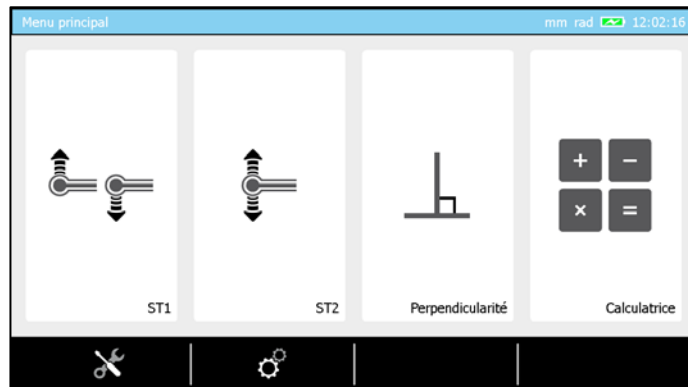 Menu principal
mm rad 12:02:16
ST1
ST2
Perpendicularité
Calculatrice